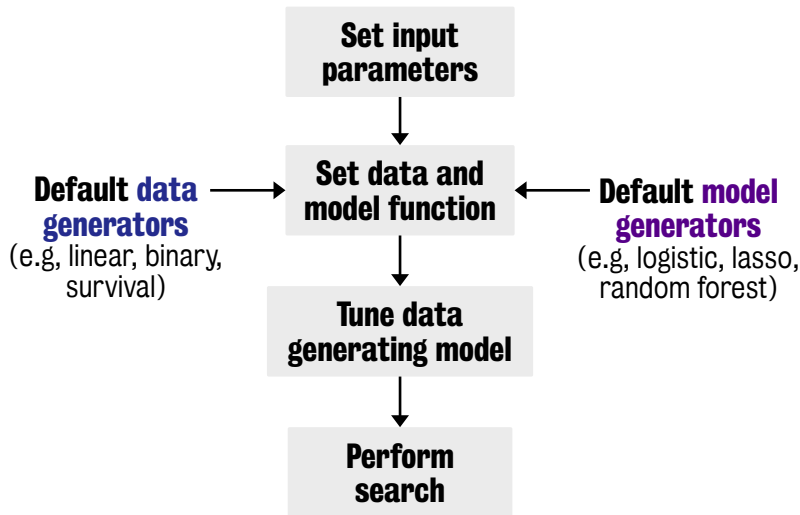 Set input
parameters
Default data
generators
(e.g, linear, binary,
survival)
Set data and
model function
Default model
generators
(e.g, logistic, lasso,
random forest)
Tune data
generating model
Perform
search